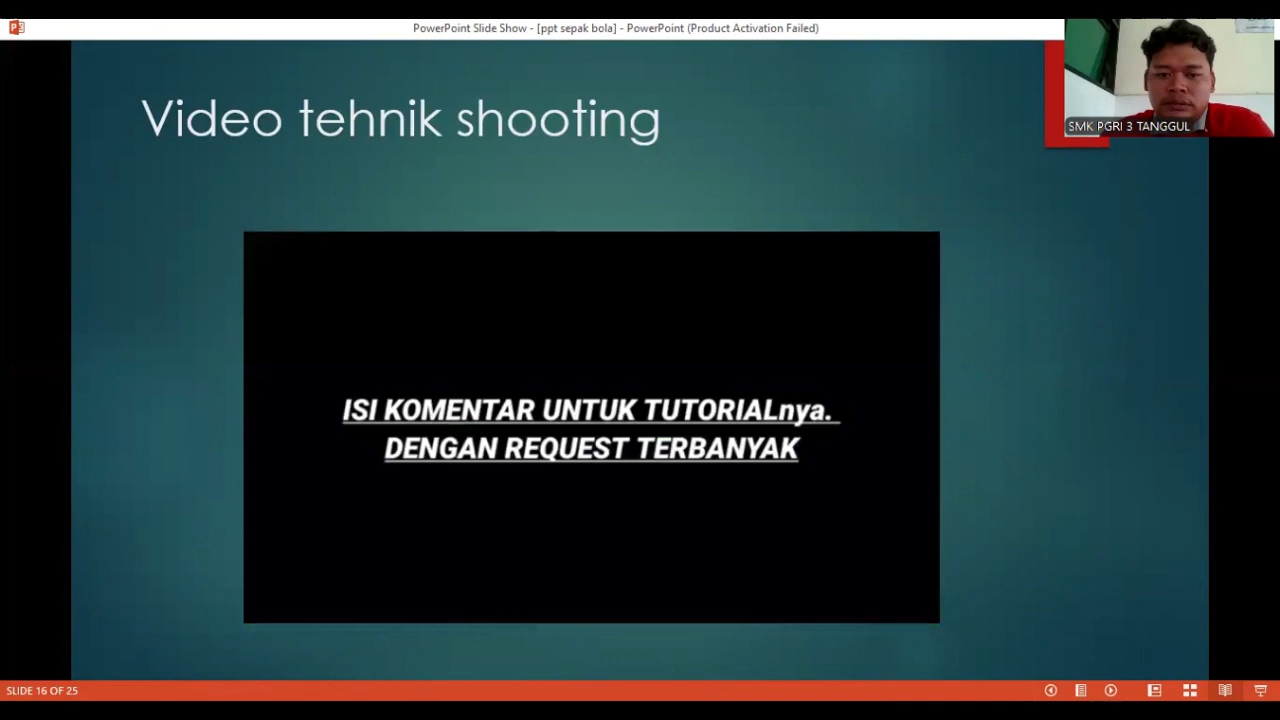 PowerPoint Slide Show - [ppt sepak bola] - PowerPoint (Product Activation Failed)
SMK PGRI 3 TANGGUL
Video tehnik shooting
ISI KOMENTAR UNTUK TUTORIALnya.
DENGAN REQUEST TERBANYAK
SLIDE 16 OF 25